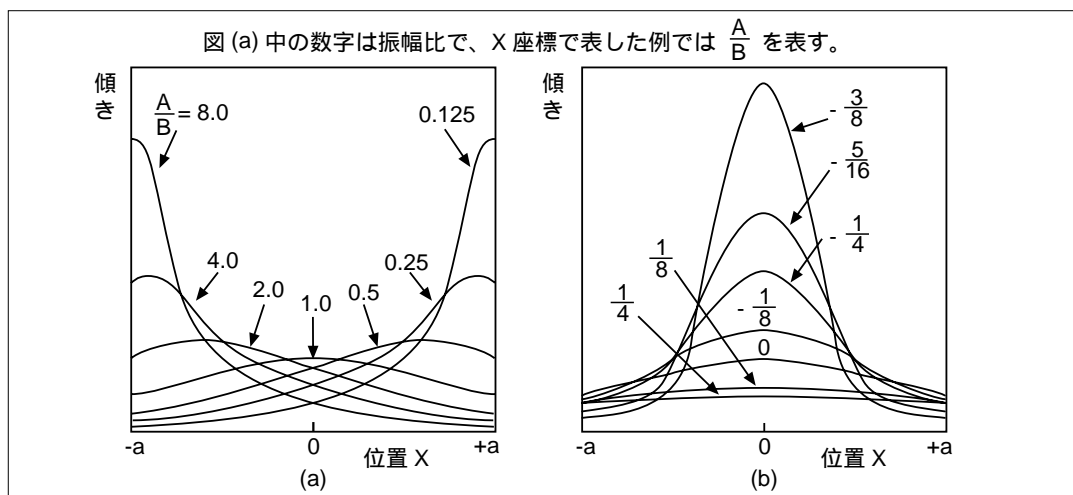 図 (a) 中の数字は振幅比で、X 座標で表した例では A/B を表す。
傾き
A/B = 8.0
0.125
4.0
2.0
1.0
0.5
0.25
-a
0
+a
位置 X
(a)
傾き
- 3/8
- 5/16
- 1/4
1/8
1/4
- 1/8
0
-a
0
+a
位置 X
(b)